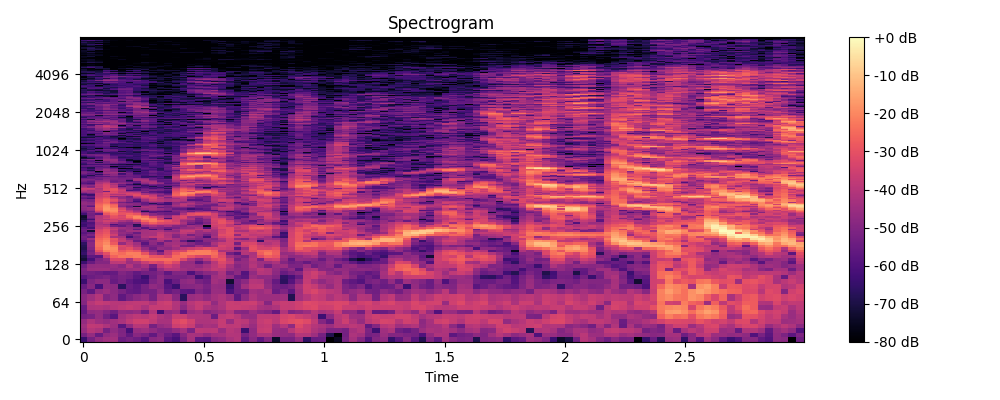 Spectrogram
4096
2048
1024
512
256
128
64
0
Hz
0
0.5
1
1.5
2
2.5
Time
+0 dB
-10 dB
-20 dB
-30 dB
-40 dB
-50 dB
-60 dB
-70 dB
-80 dB